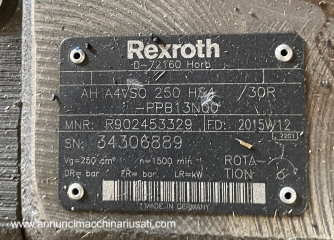 Rexroth
D-72160 Horb
AH A4VSO 250 /30R
-PPB13N00
MNR: R902453329 FD: 2015W12
7201
SN: 34306889
Vg=250 cm³ n=1500 min⁻¹ ROTA-
DR= bar FR= bar LR=kW TION
MADE IN GERMANY
www.annuncimacchinariusati.com